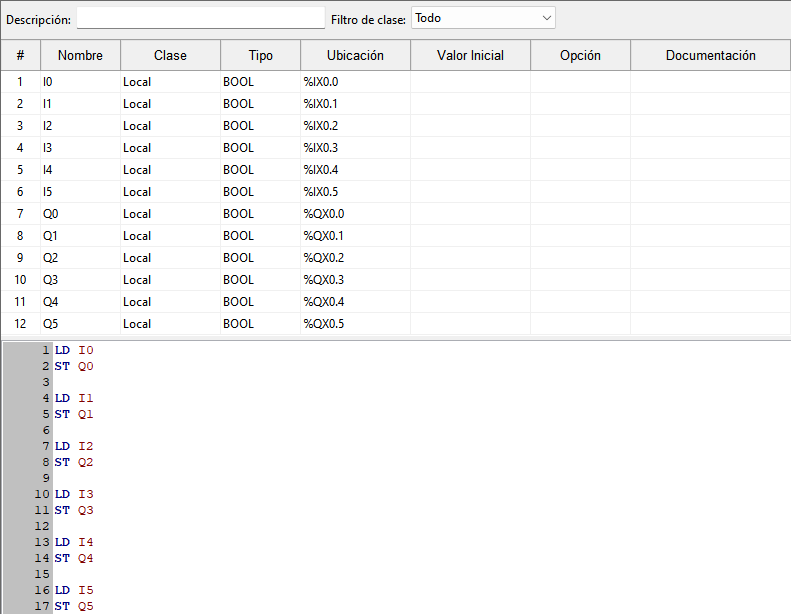 Descripción: Filtro de clase: Todo
# Nombre Clase Tipo Ubicación Valor Inicial Opción Documentación
1 I0 Local BOOL %IX0.0
2 I1 Local BOOL %IX0.1
3 I2 Local BOOL %IX0.2
4 I3 Local BOOL %IX0.3
5 I4 Local BOOL %IX0.4
6 I5 Local BOOL %IX0.5
7 Q0 Local BOOL %QX0.0
8 Q1 Local BOOL %QX0.1
9 Q2 Local BOOL %QX0.2
10 Q3 Local BOOL %QX0.3
11 Q4 Local BOOL %QX0.4
12 Q5 Local BOOL %QX0.5
1 LD I0
2 ST Q0
3
4 LD I1
5 ST Q1
6
7 LD I2
8 ST Q2
9
10 LD I3
11 ST Q3
12
13 LD I4
14 ST Q4
15
16 LD I5
17 ST Q5